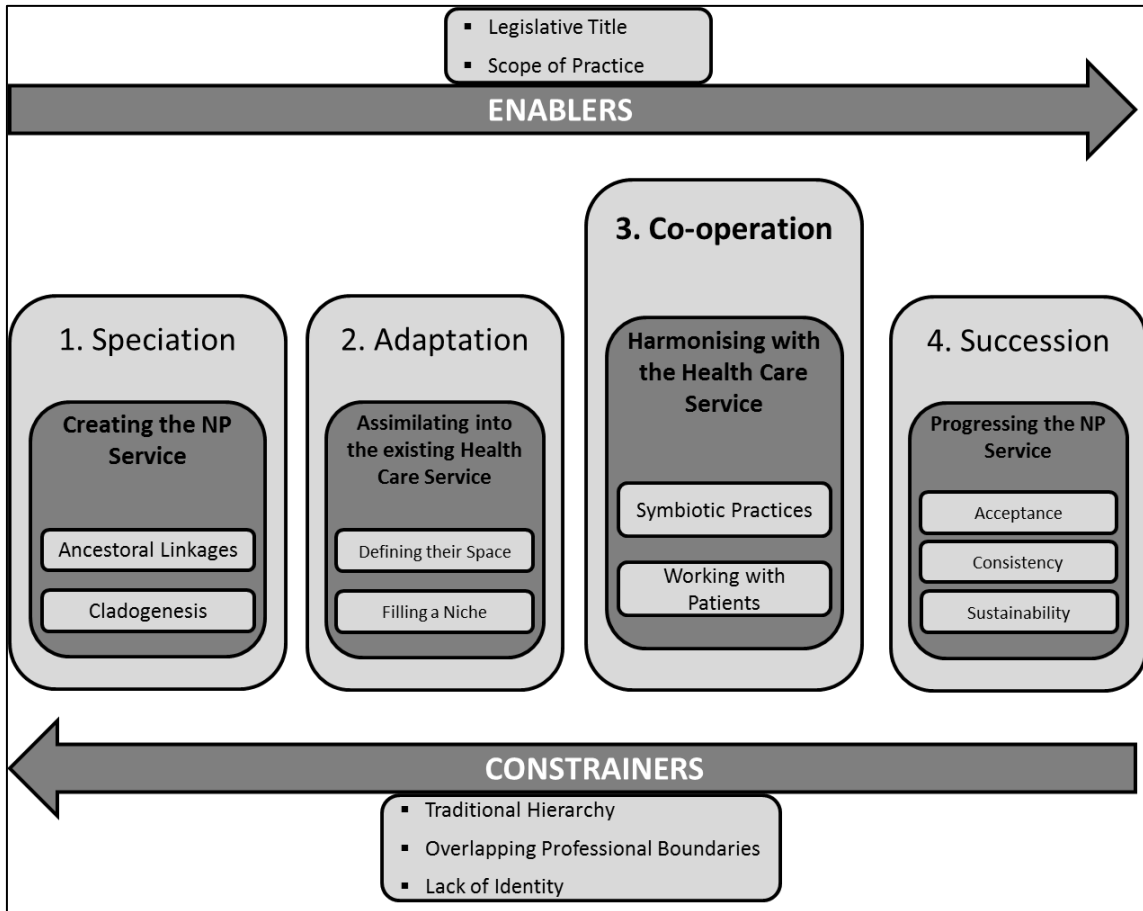 ▪ Legislative Title
▪ Scope of Practice
ENABLERS
1. Speciation
Creating the NP
Service
Ancestoral Linkages
Cladogenesis
2. Adaptation
Assimilating into
the existing Health
Care Service
Defining their Space
Filling a Niche
3. Co-operation
Harmonising with
the Health Care
Service
Symbiotic Practices
Working with
Patients
4. Succession
Progressing the NP
Service
Acceptance
Consistency
Sustainability
CONSTRAINERS
▪ Traditional Hierarchy
▪ Overlapping Professional Boundaries
▪ Lack of Identity